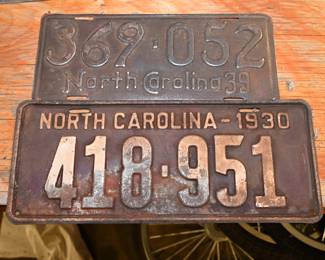 369·052
North Carolina 39
NORTH CAROLINA - 1930
418·951